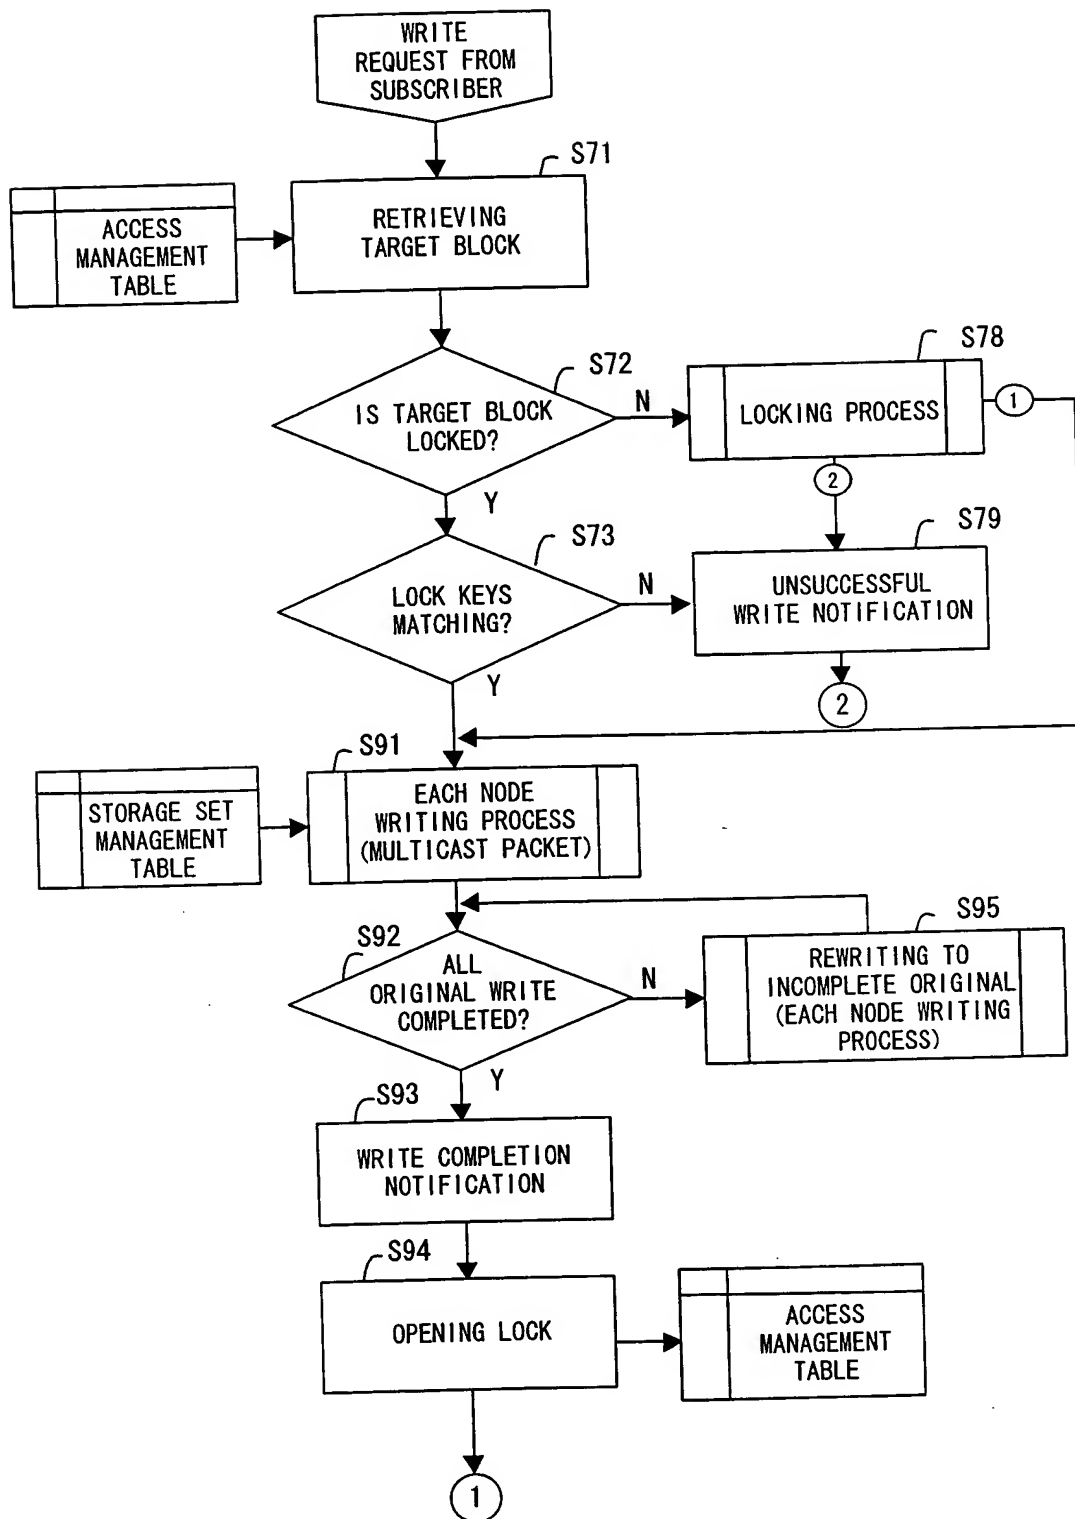 WRITE
REQUEST FROM
SUBSCRIBER
S71
ACCESS
MANAGEMENT
TABLE
RETRIEVING
TARGET BLOCK
S72
IS TARGET BLOCK
LOCKED?
N
Y
S78
LOCKING PROCESS
1
2
S73
LOCK KEYS
MATCHING?
N
Y
S79
UNSUCCESSFUL
WRITE NOTIFICATION
2
S91
STORAGE SET
MANAGEMENT
TABLE
EACH NODE
WRITING PROCESS
(MULTICAST PACKET)
S92
ALL
ORIGINAL WRITE
COMPLETED?
N
Y
S95
REWRITING TO
INCOMPLETE ORIGINAL
(EACH NODE WRITING
PROCESS)
S93
WRITE COMPLETION
NOTIFICATION
S94
OPENING LOCK
ACCESS
MANAGEMENT
TABLE
1